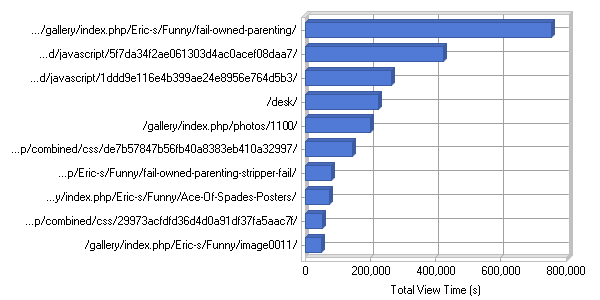 .../gallery/index.php/Eric-s/Funny/fail-owned-parenting/
...d/javascript/5f7da34f2ae061303d4ac0acef08daa7/
...d/javascript/1ddd9e116e4b399ae24e8956e764d5b3/
/desk/
/gallery/index.php/photos/1100/
...p/combined/css/de7b57847b56fb40a8383eb410a32997/
...p/Eric-s/Funny/fail-owned-parenting-stripper-fail/
...y/index.php/Eric-s/Funny/Ace-Of-Spades-Posters/
...p/combined/css/29973acfdfd36d4d0a91df37fa5aac7f/
/gallery/index.php/Eric-s/Funny/image0011/
0 200,000 400,000 600,000 800,000
Total View Time (s)